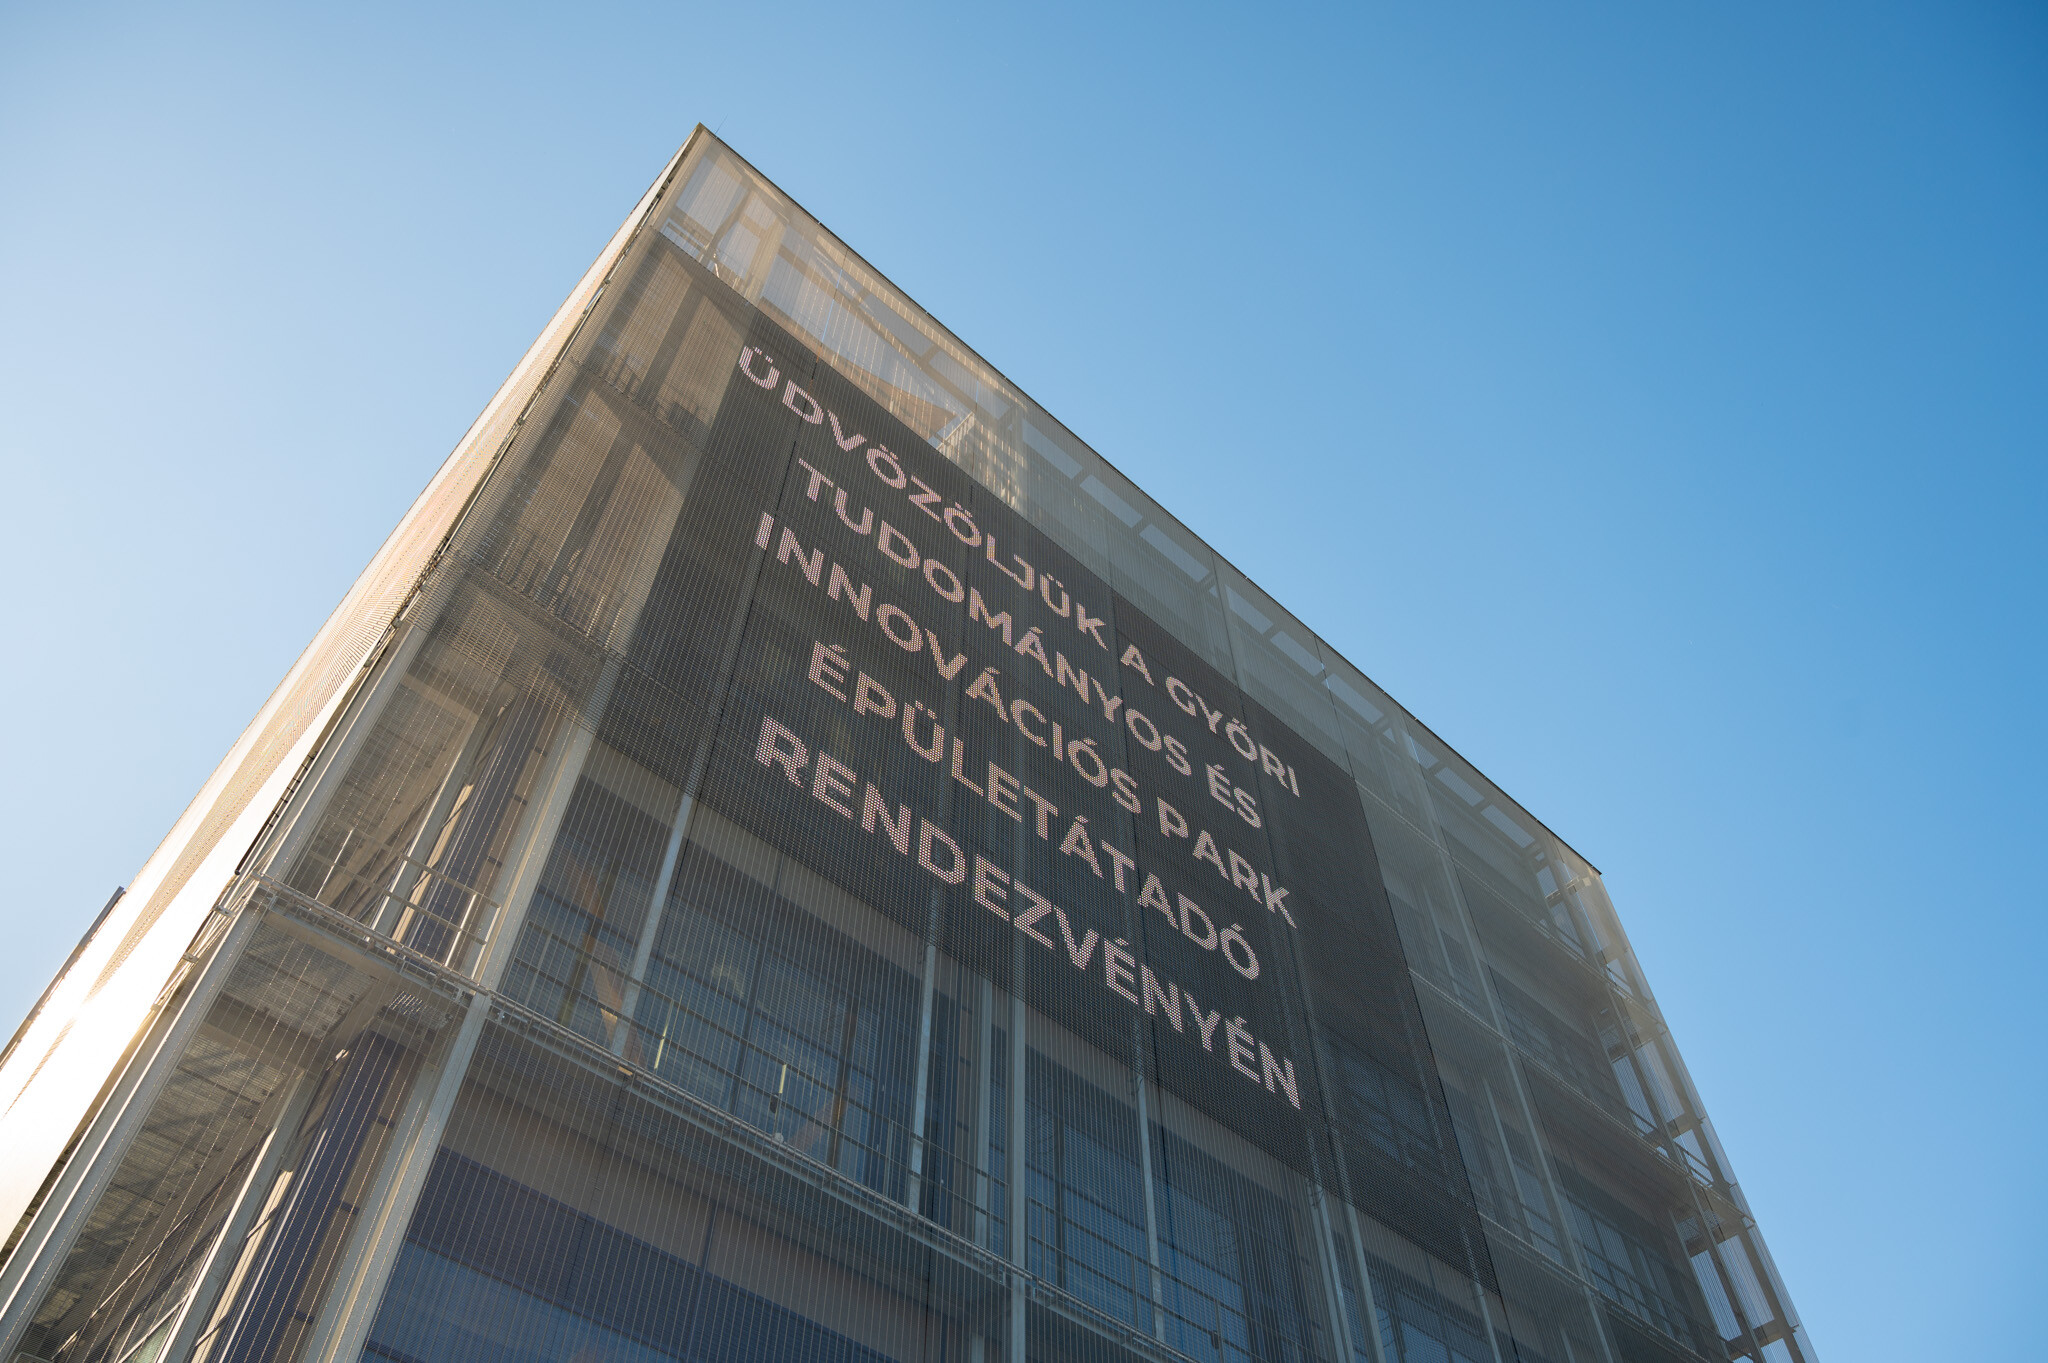 ÜDVÖZÖLJÜK A GYŐRI
TUDOMÁNYOS ÉS
INNOVÁCIÓS PARK
ÉPÜLETÁTADÓ
RENDEZVÉNYÉN